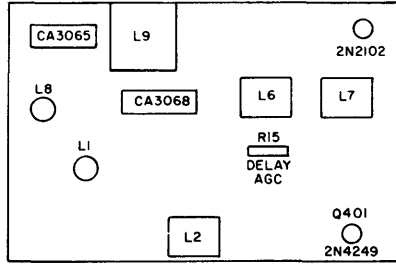 CA3065
L9
2N2102
L8
CA3068
L6
L7
L1
R15
DELAY
AGC
L2
Q401
2N4249